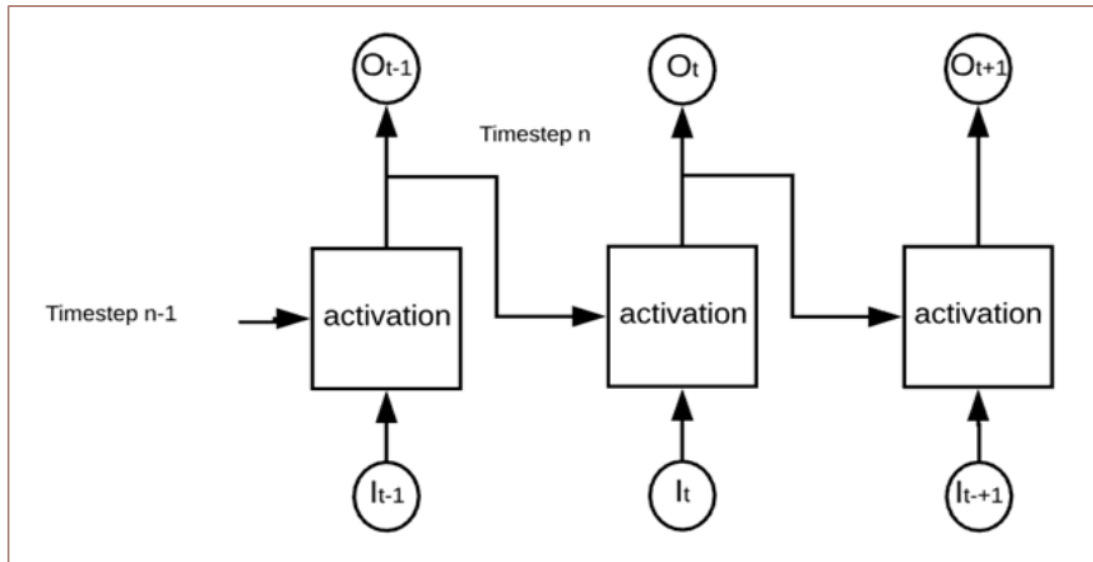 Ot-1 Ot Ot+1
Timestep n
Timestep n-1
activation activation activation
It-1 It It-+1